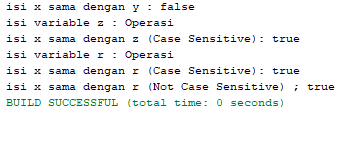 isi x sama dengan y : false
isi variable z : Operasi
isi x sama dengan z (Case Sensitive): true
isi variable r : Operasi
isi x sama dengan r (Case Sensitive): true
isi x sama dengan r (Not Case Sensitive) ; true
BUILD SUCCESSFUL (total time: 0 seconds)